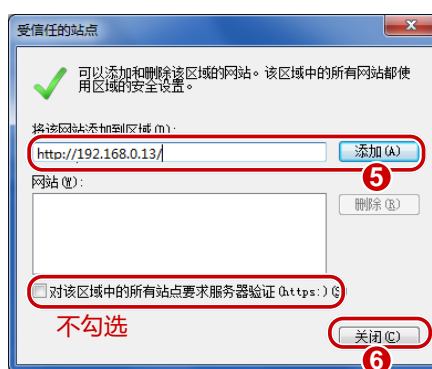 受信任的站点
可以添加和删除该区域的网站。该区域中的所有网站都使
用区域的安全设置。
将该网站添加到区域(D):
http://192.168.0.13/
添加(A)
5
网站(W):
删除(R)
对该区域中的所有站点要求服务器验证(https:)(S)
不勾选
关闭(C)
6